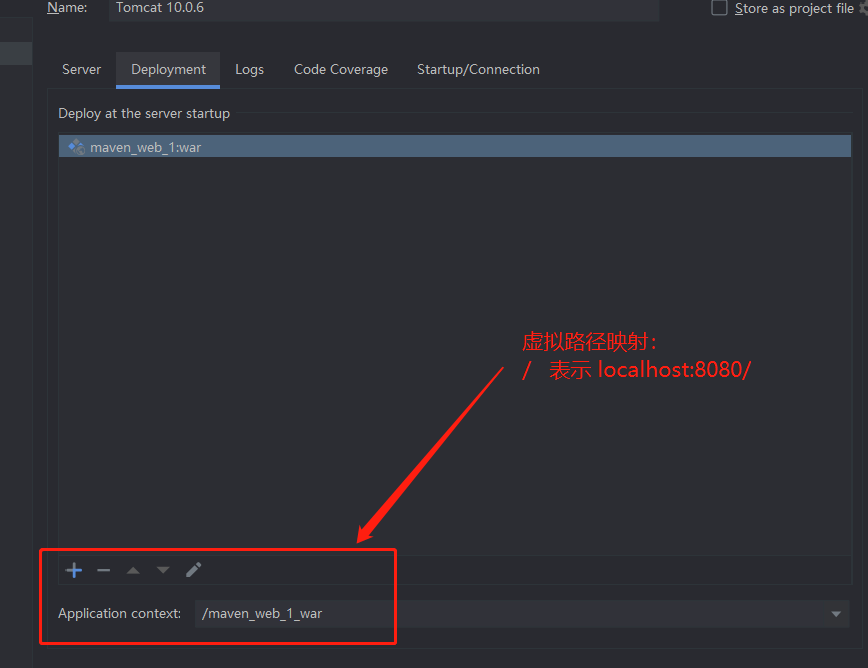 Name: Tomcat 10.0.6 Store as project file
Server Deployment Logs Code Coverage Startup/Connection
Deploy at the server startup
maven_web_1:war
虚拟路径映射：
/ 表示 localhost:8080/
Application context: /maven_web_1_war